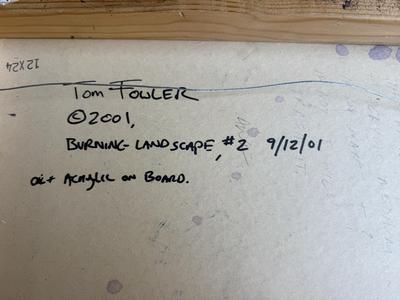 12X24
TOM FOWLER
©2001,
BURNING LANDSCAPE, #2 9/12/01
OIL + ACRYLIC ON BOARD.